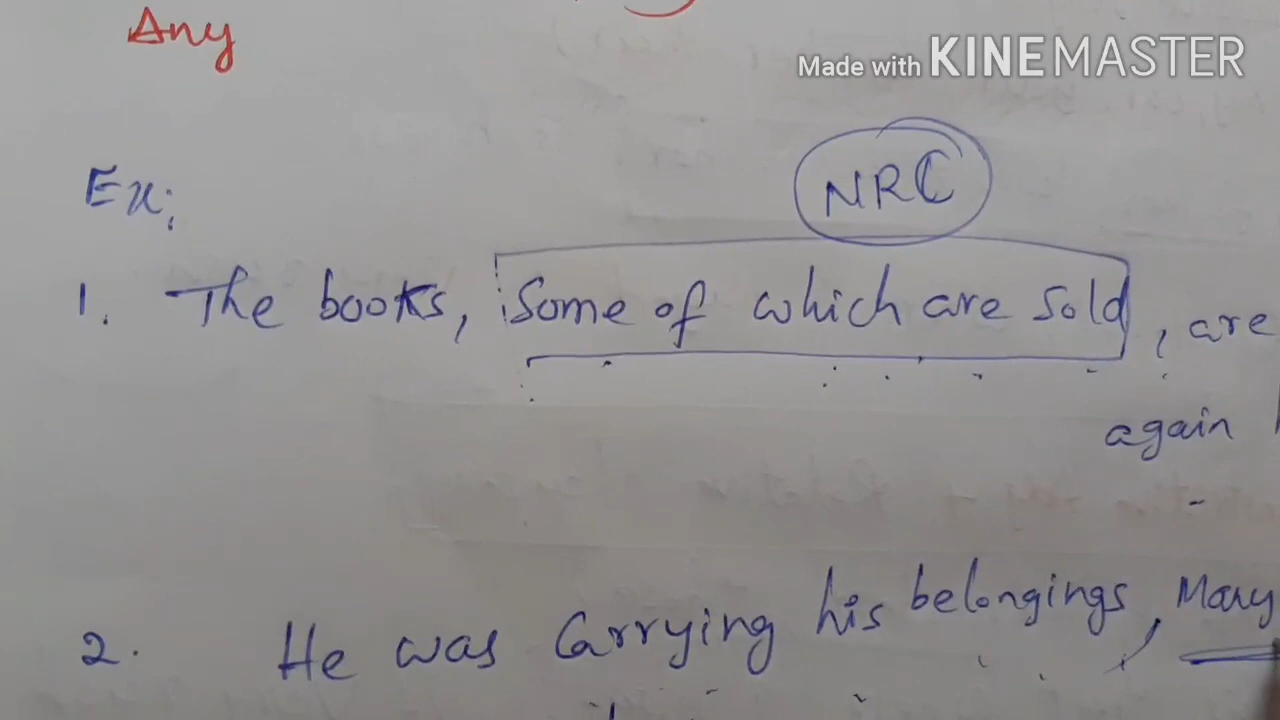 Any
Made with KINEMASTER
NRC
Ex:
1. The books, Some of which are Sold, are
again
2. He was Carrying his belongings, Many